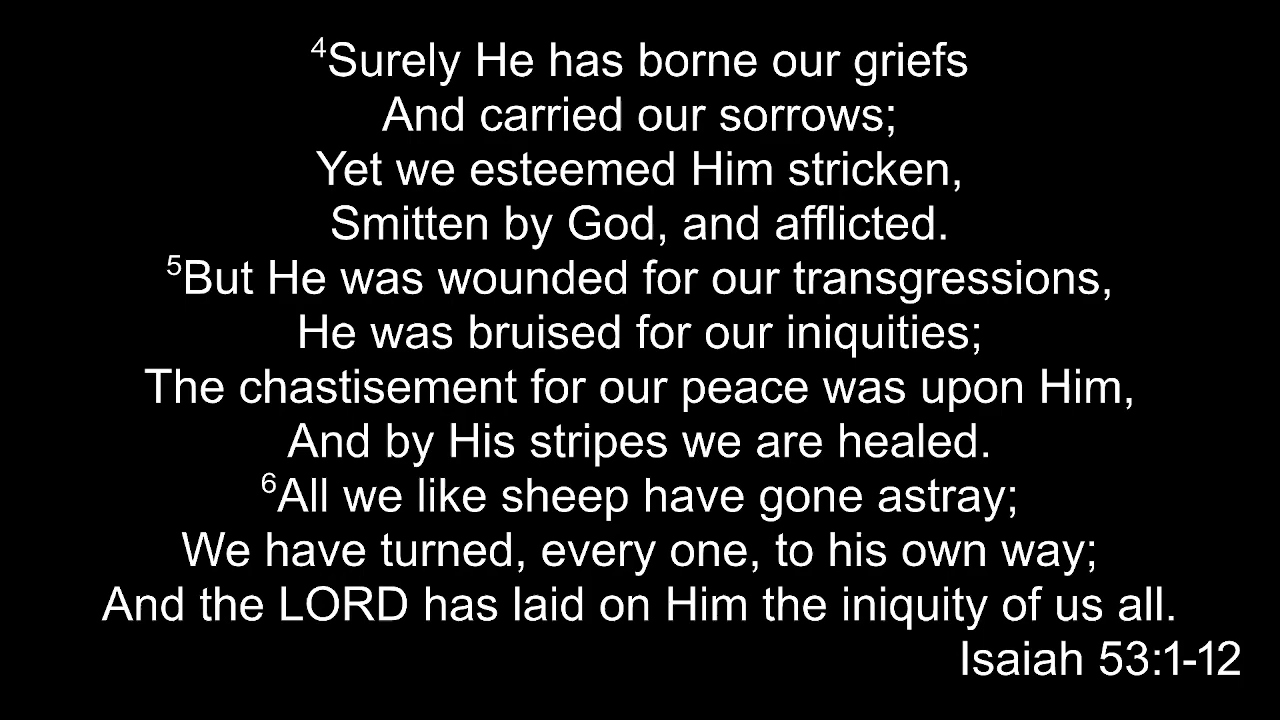 ⁴Surely He has borne our griefs
And carried our sorrows;
Yet we esteemed Him stricken,
Smitten by God, and afflicted.
⁵But He was wounded for our transgressions,
He was bruised for our iniquities;
The chastisement for our peace was upon Him,
And by His stripes we are healed.
⁶All we like sheep have gone astray;
We have turned, every one, to his own way;
And the LORD has laid on Him the iniquity of us all.
Isaiah 53:1-12